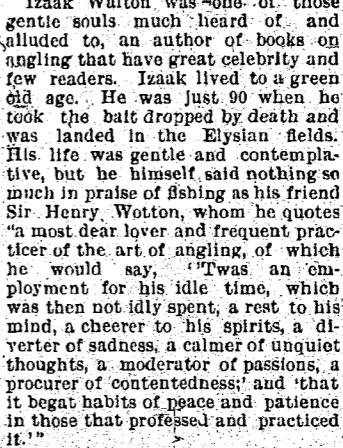 Izaak Walton was one of those
gentle souls much heard of and
alluded to, an author of books on
angling that have great celebrity and
few readers. Izaak lived to a green
old age. He was just 90 when he
took the bait dropped by death and
was landed in the Elysian fields.
His life was gentle and contempla-
tive, but he himself said nothing so
much in praise of fishing as his friend
Sir Henry Wotton, whom he quotes
"a most dear lover and frequent prac-
ticer of the art of angling, of which
he would say, '’Twas an em-
ployment for his idle time, which
was then not idly spent, a rest to his
mind, a cheerer to his spirits, a di-
verter of sadness, a calmer of unquiet
thoughts, a moderator of passions, a
procurer of contentedness;' and 'that
it begat habits of peace and patience
in those that professed and practiced
it.'"